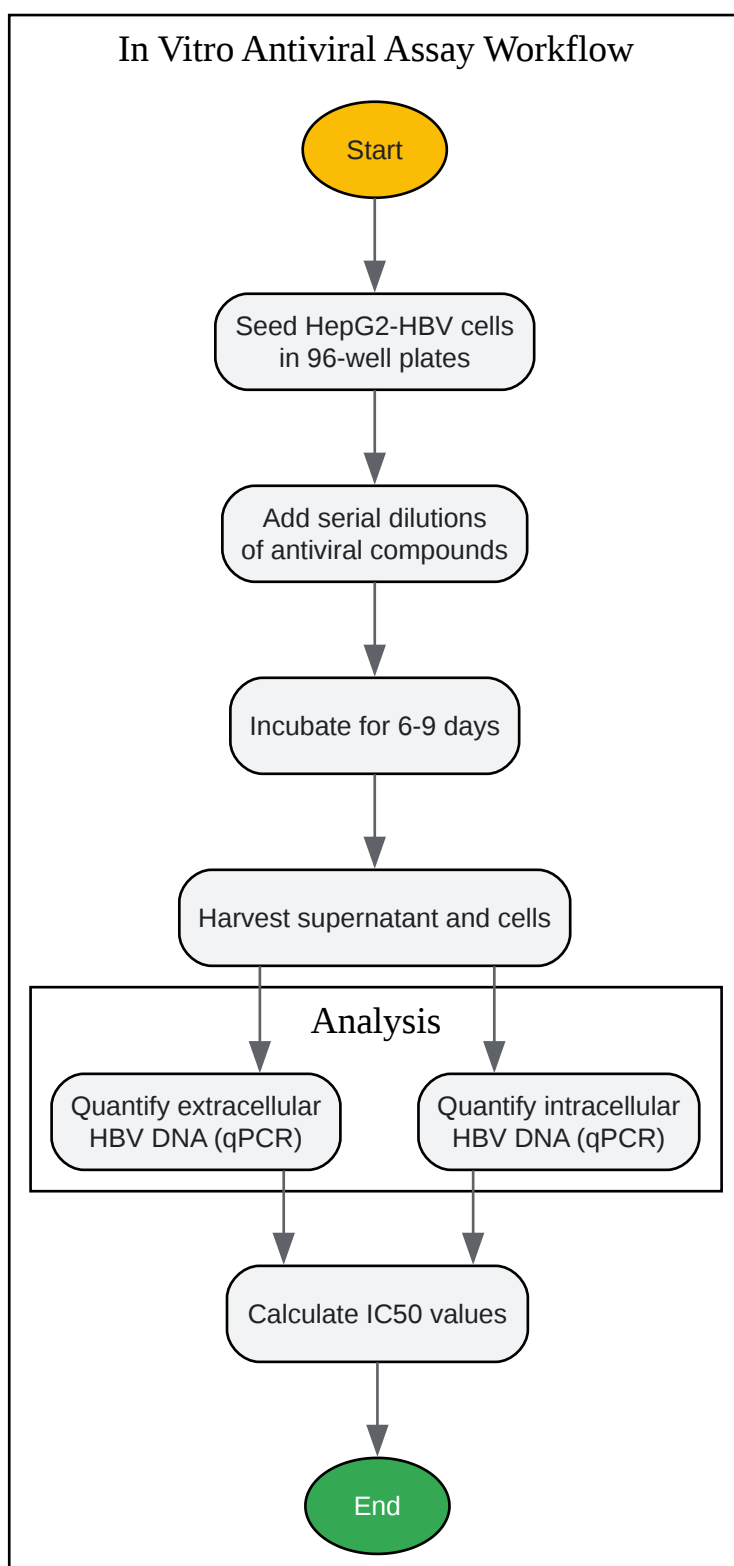 In Vitro Antiviral Assay Workflow
Start
Seed HepG2-HBV cells
in 96-well plates
Add serial dilutions
of antiviral compounds
Incubate for 6-9 days
Harvest supernatant and cells
Analysis
Quantify extracellular
HBV DNA (qPCR)
Quantify intracellular
HBV DNA (qPCR)
Calculate IC50 values
End